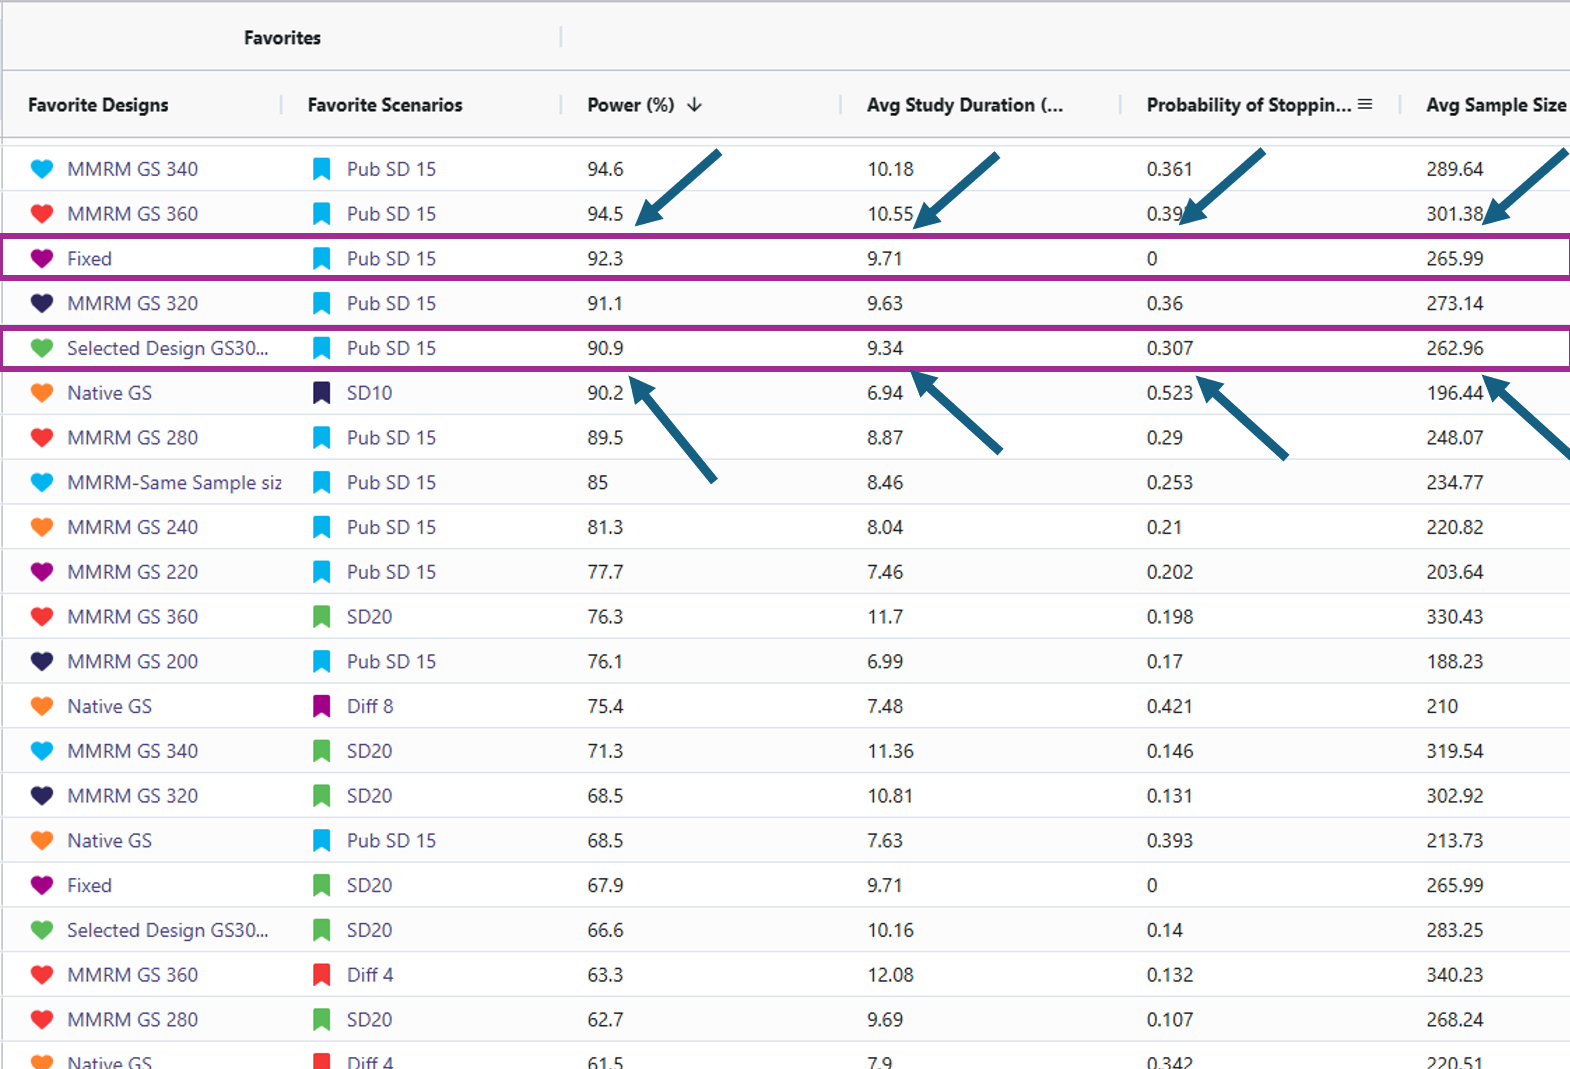 Favorites
Favorite Designs Favorite Scenarios Power (%) Avg Study Duration (... Probability of Stoppin... Avg Sample Size
MMRM GS 340 Pub SD 15 94.6 10.18 0.361 289.64
MMRM GS 360 Pub SD 15 94.5 10.55 301.38
Fixed Pub SD 15 92.3 9.71 0 265.99
MMRM GS 320 Pub SD 15 91.1 9.63 0.36 273.14
Selected Design GS30... Pub SD 15 90.9 9.34 0.307 262.96
Native GS SD10 90.2 6.94 0.523 196.44
MMRM GS 280 Pub SD 15 89.5 8.87 0.29 248.07
MMRM-Same Sample siz Pub SD 15 85 8.46 0.253 234.77
MMRM GS 240 Pub SD 15 81.3 8.04 0.21 220.82
MMRM GS 220 Pub SD 15 77.7 7.46 0.202 203.64
MMRM GS 360 SD20 76.3 11.7 0.198 330.43
MMRM GS 200 Pub SD 15 76.1 6.99 0.17 188.23
Native GS Diff 8 75.4 7.48 0.421 210
MMRM GS 340 SD20 71.3 11.36 0.146 319.54
MMRM GS 320 SD20 68.5 10.81 0.131 302.92
Native GS Pub SD 15 68.5 7.63 0.393 213.73
Fixed SD20 67.9 9.71 0 265.99
Selected Design GS30... SD20 66.6 10.16 0.14 283.25
MMRM GS 360 Diff 4 63.3 12.08 0.132 340.23
MMRM GS 280 SD20 62.7 9.69 0.107 268.24
Native GS Diff 4 61.5 7.9 0.342 220.51